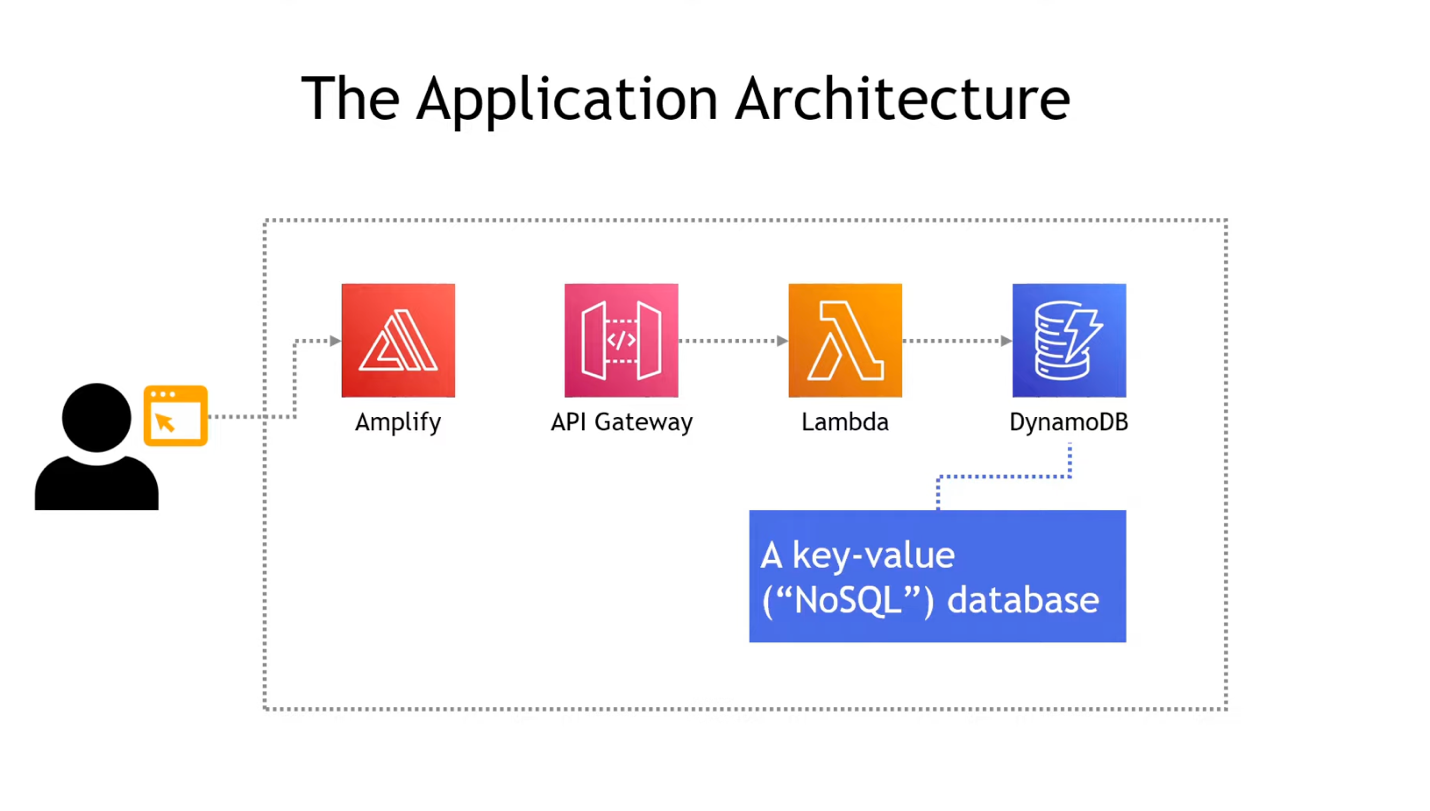 The Application Architecture
</>
Amplify
API Gateway
Lambda
DynamoDB
A key-value
(“NoSQL”) database